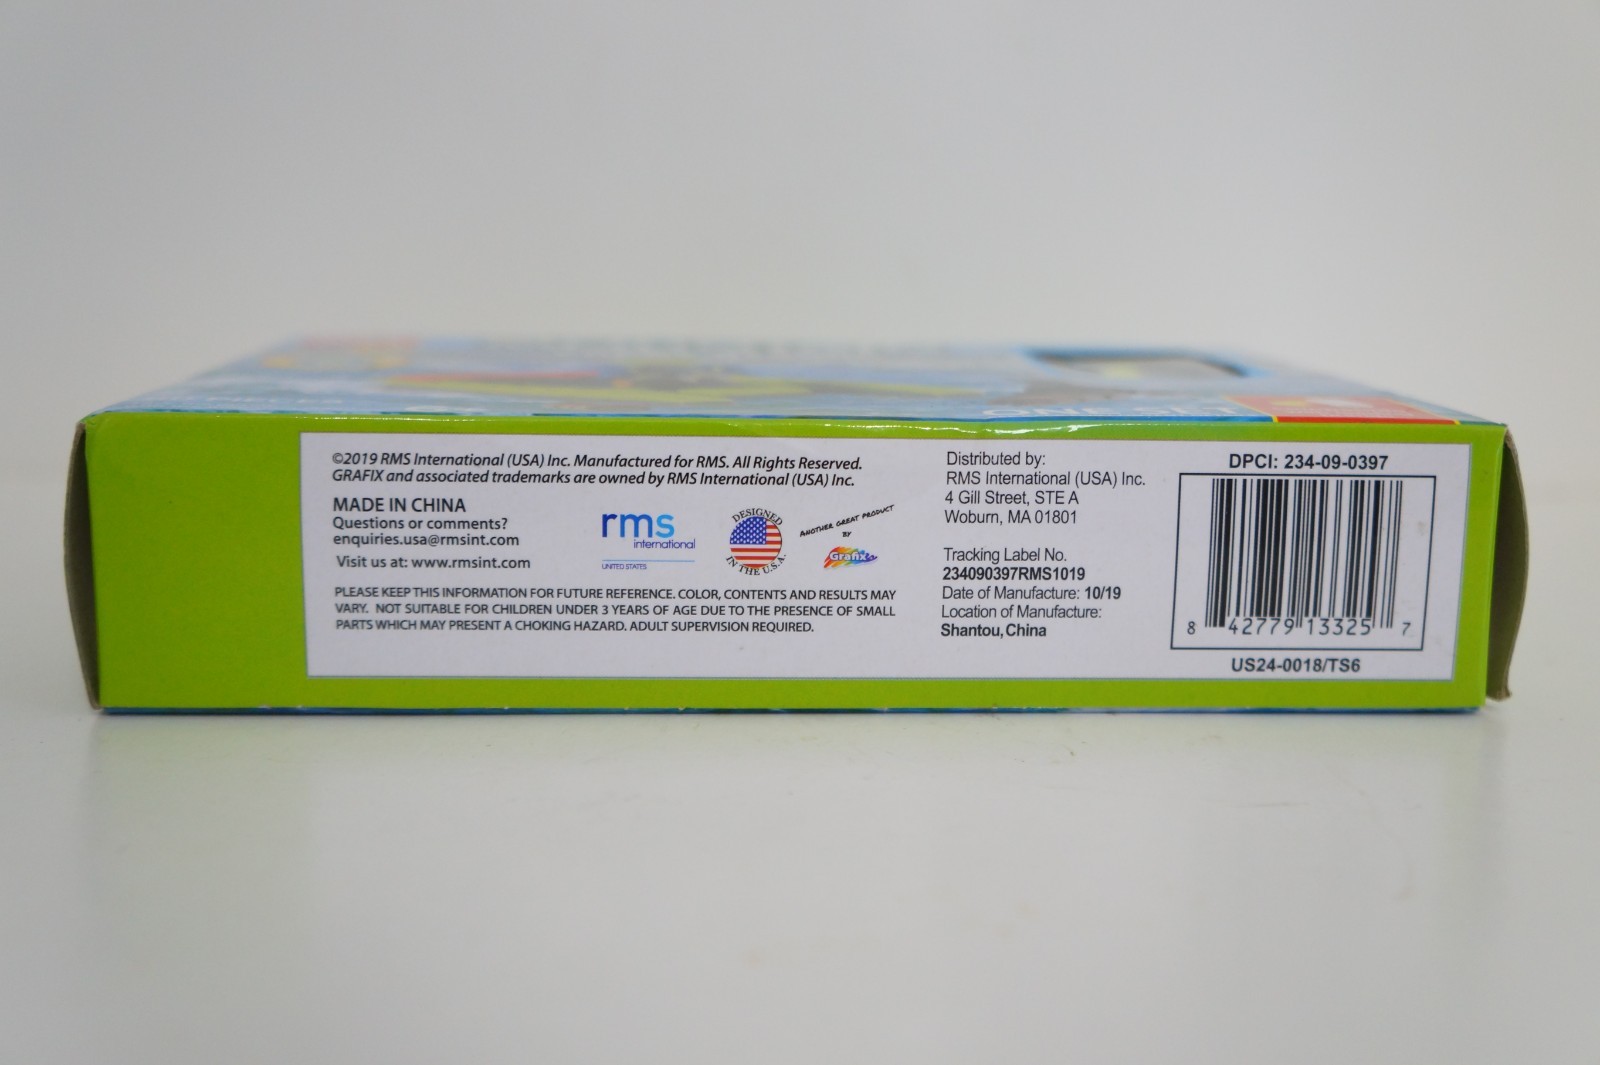 ONE SET
©2019 RMS International (USA) Inc. Manufactured for RMS. All Rights Reserved.
GRAFIX and associated trademarks are owned by RMS International (USA) Inc.
MADE IN CHINA
Questions or comments?
enquiries.usa@rmsint.com
Visit us at: www.rmsint.com
rms
international
UNITED STATES
DESIGNED
IN THE U.S.A.
ANOTHER GREAT PRODUCT
BY
Grafix
PLEASE KEEP THIS INFORMATION FOR FUTURE REFERENCE. COLOR, CONTENTS AND RESULTS MAY
VARY. NOT SUITABLE FOR CHILDREN UNDER 3 YEARS OF AGE DUE TO THE PRESENCE OF SMALL
PARTS WHICH MAY PRESENT A CHOKING HAZARD. ADULT SUPERVISION REQUIRED.
Distributed by:
RMS International (USA) Inc.
4 Gill Street, STE A
Woburn, MA 01801
Tracking Label No.
234090397RMS1019
Date of Manufacture: 10/19
Location of Manufacture:
Shantou, China
DPCI: 234-09-0397
8 42779 13325 7
US24-0018/TS6